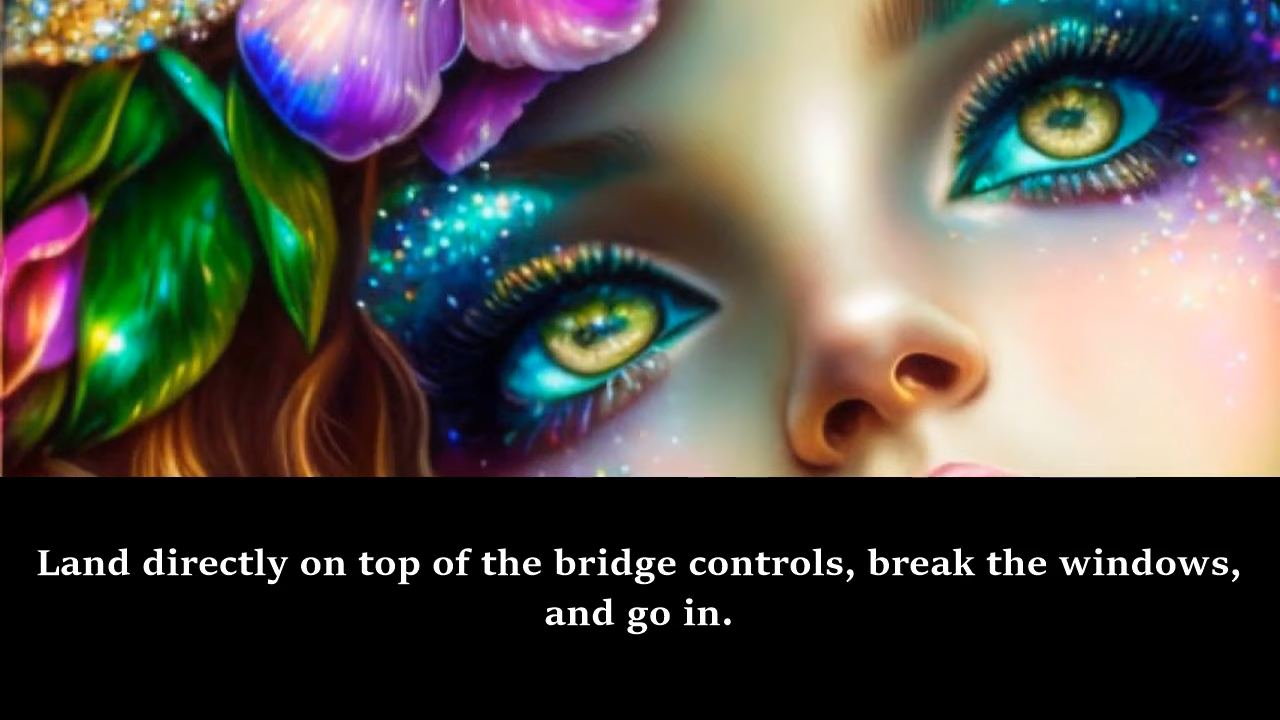 Land directly on top of the bridge controls, break the windows,
and go in.